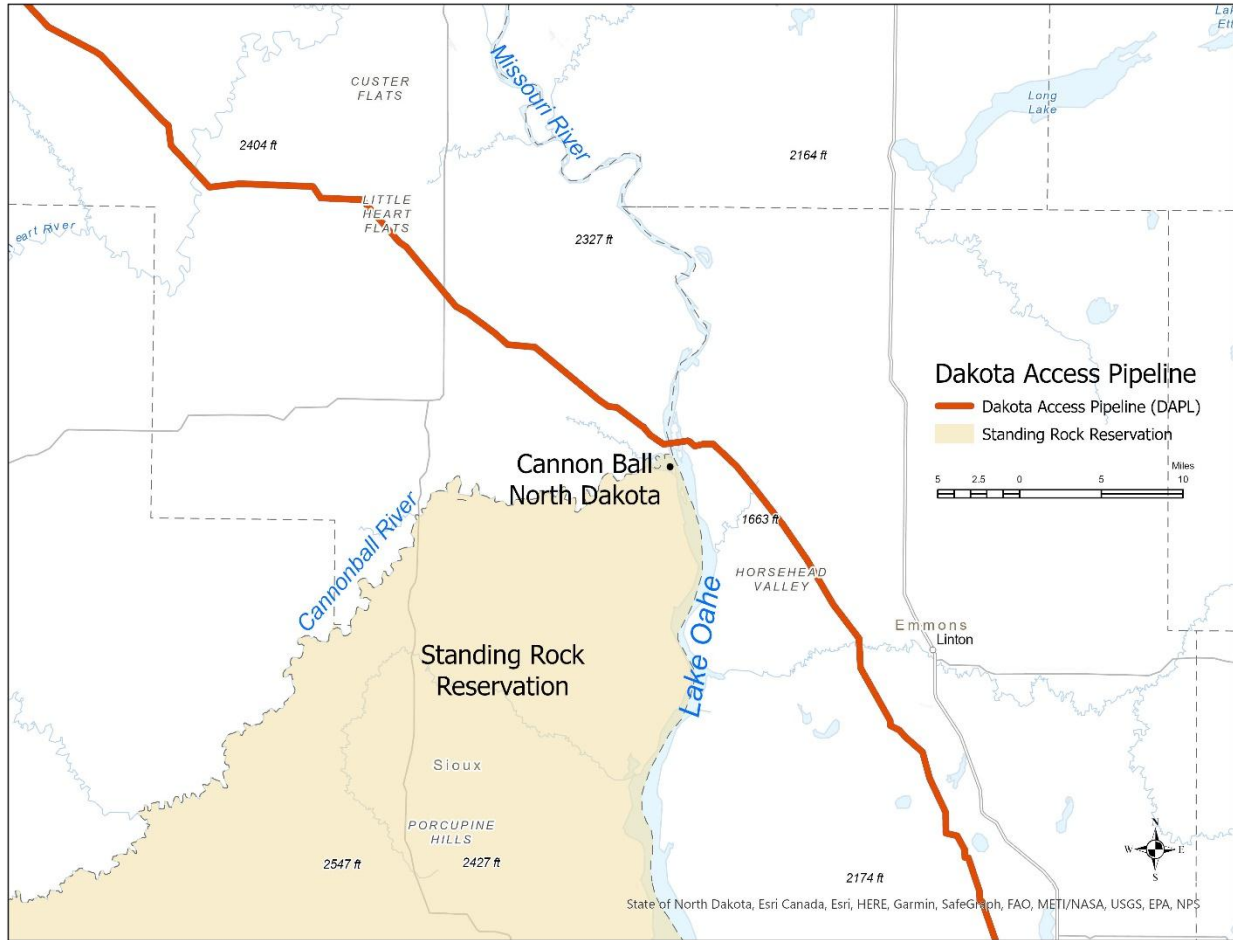 Lake
Ett
CUSTER
FLATS
Missouri River
Long
Lake
2404 ft
2164 ft
LITTLE
HEART
FLATS
eart River
2327 ft
Dakota Access Pipeline
Dakota Access Pipeline (DAPL)
Standing Rock Reservation
Miles
5 2.5 0 5 10
Cannon Ball
North Dakota
Cannonball River
1663 ft
HORSEHEAD
VALLEY
Lake Oahe
Emmons
Linton
Standing Rock
Reservation
Sioux
PORCUPINE
HILLS
2547 ft
2427 ft
2174 ft
N
W E
S
State of North Dakota, Esri Canada, Esri, HERE, Garmin, SafeGraph, FAO, METI/NASA, USGS, EPA, NPS